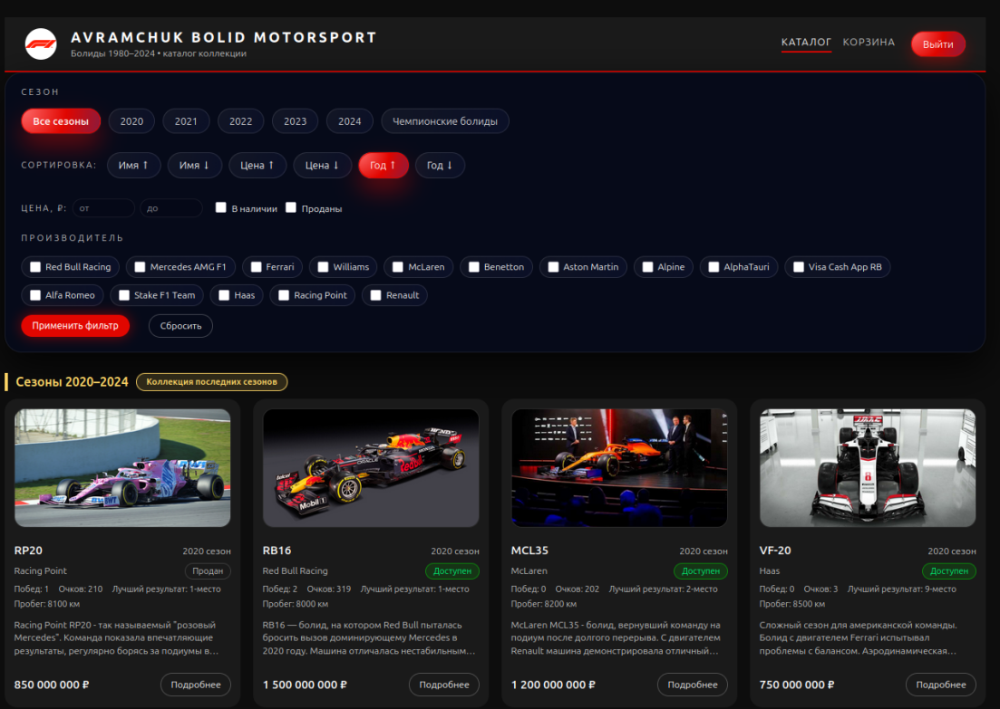 AVRAMCHUK BOLID MOTORSPORT
Болиды 1980–2024 • каталог коллекции
КАТАЛОГ КОРЗИНА Выйти
СЕЗОН
Все сезоны 2020 2021 2022 2023 2024 Чемпионские болиды
СОРТИРОВКА: Имя ↑ Имя ↓ Цена ↑ Цена ↓ Год ↑ Год ↓
ЦЕНА, ₽: от до В наличии Проданы
ПРОИЗВОДИТЕЛЬ
Red Bull Racing Mercedes AMG F1 Ferrari Williams McLaren Benetton Aston Martin Alpine AlphaTauri Visa Cash App RB
Alfa Romeo Stake F1 Team Haas Racing Point Renault
Применить фильтр Сбросить
Сезоны 2020–2024 Коллекция последних сезонов
RP20 2020 сезон
Racing Point Продан
Побед: 1 Очков: 210 Лучший результат: 1-место
Пробег: 8100 км
Racing Point RP20 - так называемый "розовый
Mercedes". Команда показала впечатляющие
результаты, регулярно борясь за подиумы в...
850 000 000 ₽ Подробнее
RB16 2020 сезон
Red Bull Racing Доступен
Побед: 2 Очков: 319 Лучший результат: 1-место
Пробег: 8000 км
RB16 — болид, на котором Red Bull пыталась
бросить вызов доминирующему Mercedes в
2020 году. Машина отличалась нестабильным...
1 500 000 000 ₽ Подробнее
MCL35 2020 сезон
McLaren Доступен
Побед: 0 Очков: 202 Лучший результат: 2-место
Пробег: 8200 км
McLaren MCL35 - болид, вернувший команду на
подиум после долгого перерыва. С двигателем
Renault машина демонстрировала отличный...
1 200 000 000 ₽ Подробнее
VF-20 2020 сезон
Haas Доступен
Побед: 0 Очков: 3 Лучший результат: 9-место
Пробег: 8500 км
Сложный сезон для американской команды.
Болид с двигателем Ferrari испытывал
проблемы с балансом. Аэродинамическая...
750 000 000 ₽ Подробнее